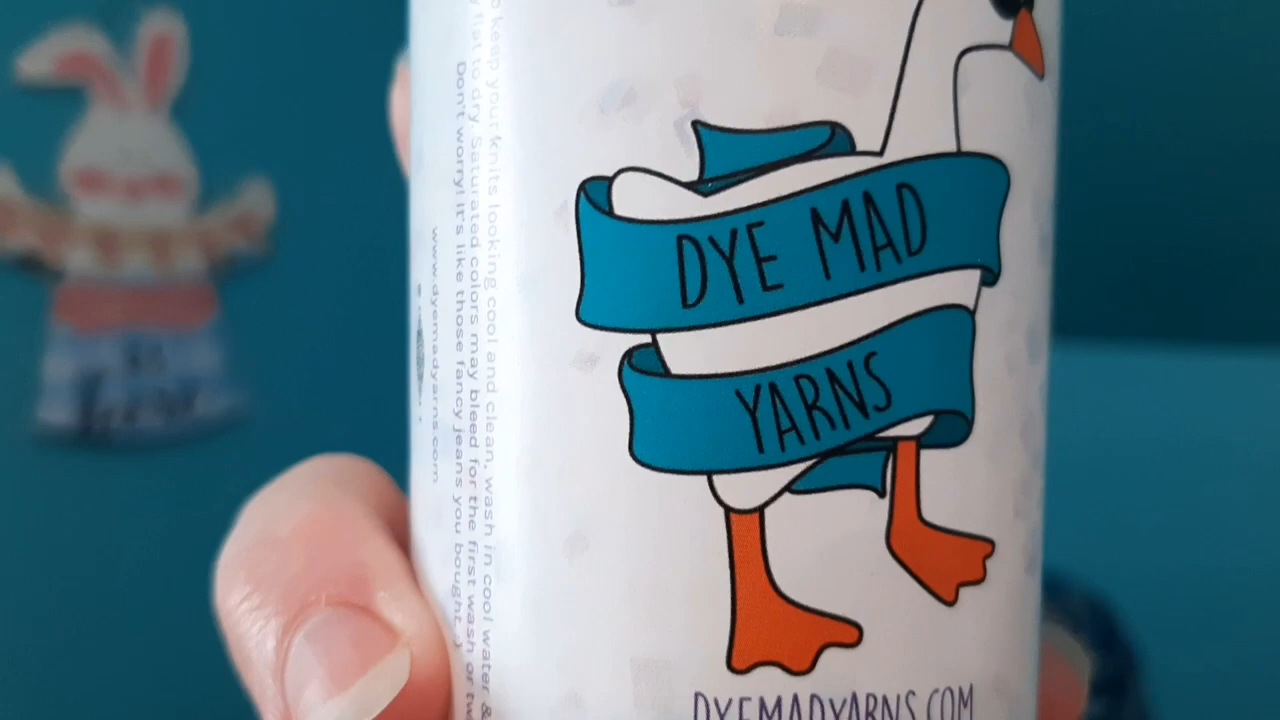 DYE MAD
YARNS
DYEMADYARNS.COM
keep your knits looking cool and clean, wash in cool water &
flat to dry. Saturated colors may bleed for the first wash or
Don't worry! It's like those fancy jeans you bought ;)
www.dyemadyarns.com